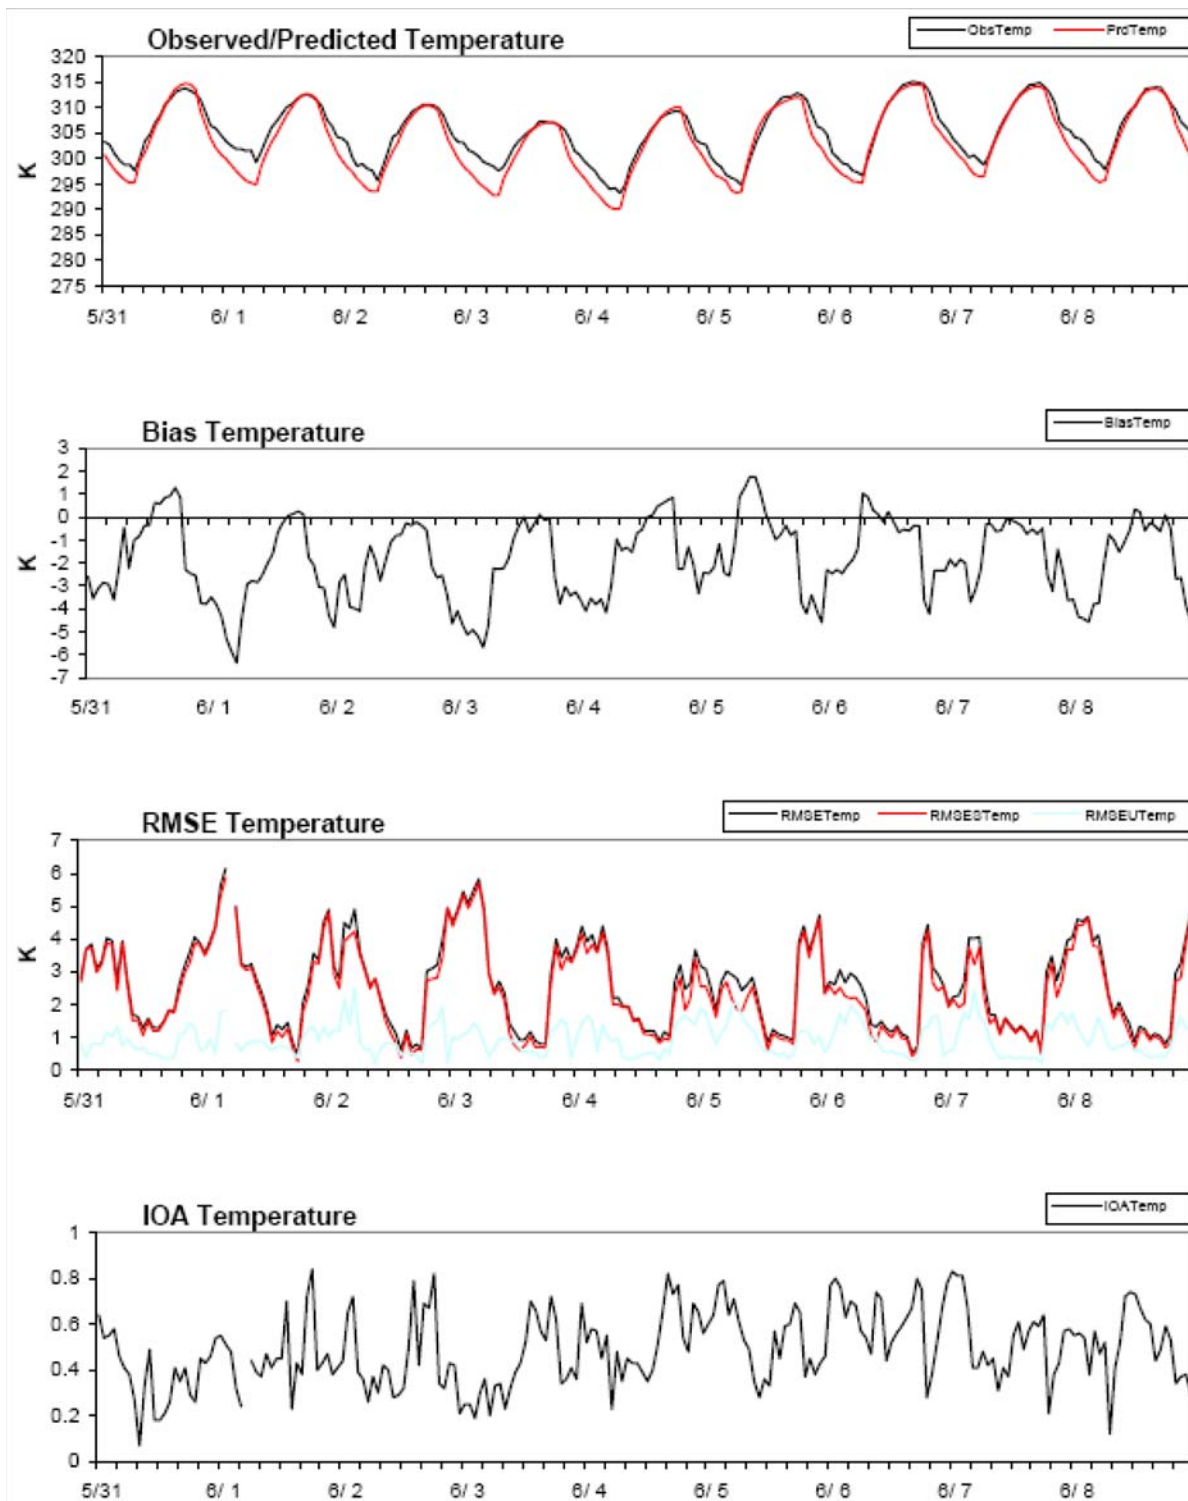 Observed/Predicted Temperature
ObsTemp PrdTemp
320
315
310
305
300
295
290
285
280
275
K
5/31 6/ 1 6/ 2 6/ 3 6/ 4 6/ 5 6/ 6 6/ 7 6/ 8
Bias Temperature
BiasTemp
3
2
1
0
-1
-2
-3
-4
-5
-6
-7
K
5/31 6/ 1 6/ 2 6/ 3 6/ 4 6/ 5 6/ 6 6/ 7 6/ 8
RMSE Temperature
RMSETemp RMSESTemp RMSEUTemp
7
6
5
4
3
2
1
0
K
5/31 6/ 1 6/ 2 6/ 3 6/ 4 6/ 5 6/ 6 6/ 7 6/ 8
IOA Temperature
IOATemp
1
0.8
0.6
0.4
0.2
0
5/31 6/ 1 6/ 2 6/ 3 6/ 4 6/ 5 6/ 6 6/ 7 6/ 8